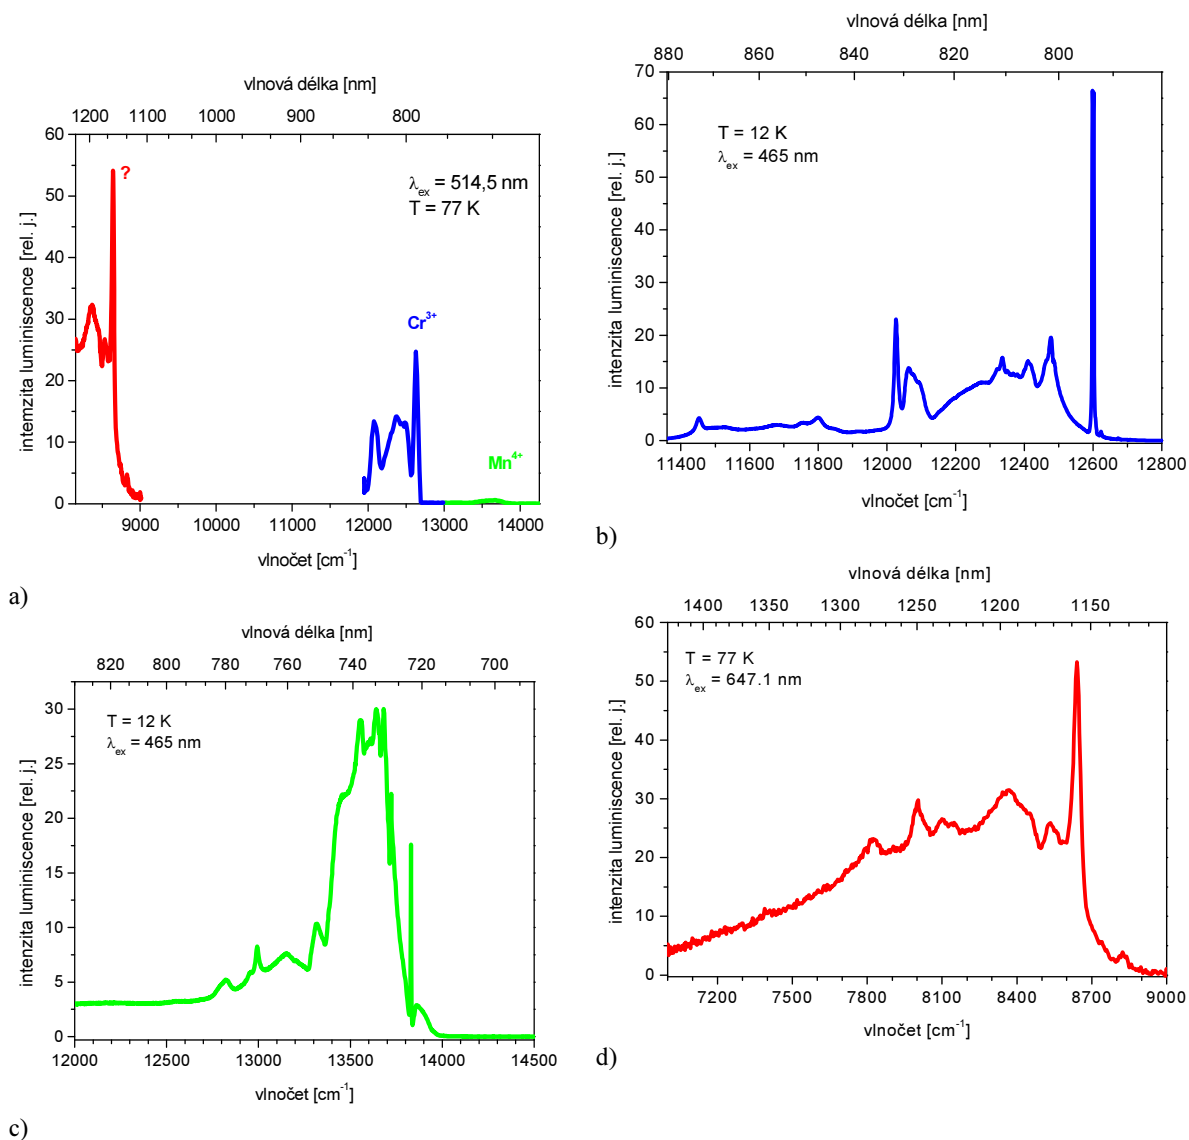 vlnová délka [nm]
1200 1100 1000 900 800
60
50
40
30
20
10
0
intemzita luminiscence [rel. j.]
?
λex = 514,5 nm
T = 77 K
Cr3+
Mn4+
9000 10000 11000 12000 13000 14000
vlnočet [cm-1]
a)
vlnová délka [nm]
880 860 840 820 800
70
60
50
40
30
20
10
0
intenzita luminiscence [rel. j.]
T = 12 K
λex = 465 nm
11400 11600 11800 12000 12200 12400 12600 12800
vlnočet [cm-1]
b)
vlnová délka [nm]
820 800 780 760 740 720 700
30
25
20
15
10
5
0
intenzita luminiscence [rel. j.]
T = 12 K
λex = 465 nm
12000 12500 13000 13500 14000 14500
vlnočet [cm-1]
c)
vlnová délka [nm]
1400 1350 1300 1250 1200 1150
60
50
40
30
20
10
0
intenzita luminiscence [rel. j.]
T = 77 K
λex = 647.1 nm
7200 7500 7800 8100 8400 8700 9000
vlnočet [cm-1]
d)